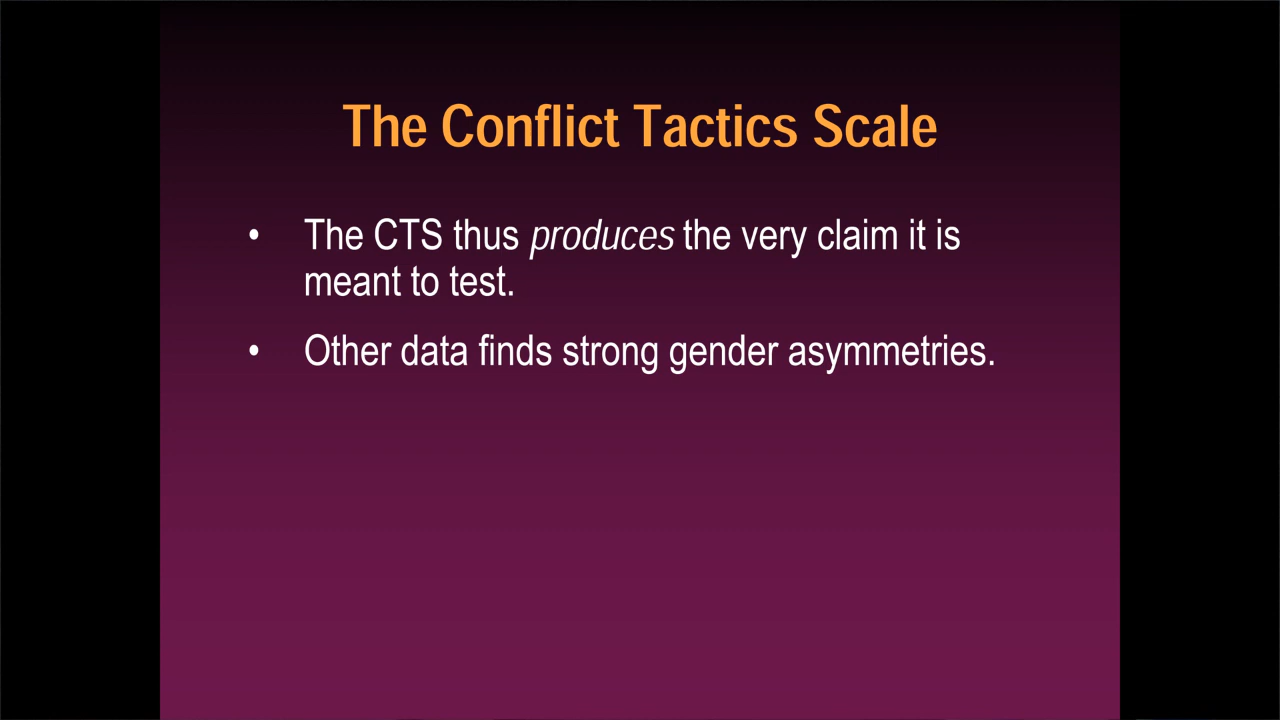 The Conflict Tactics Scale
• The CTS thus produces the very claim it is
meant to test.
• Other data finds strong gender asymmetries.